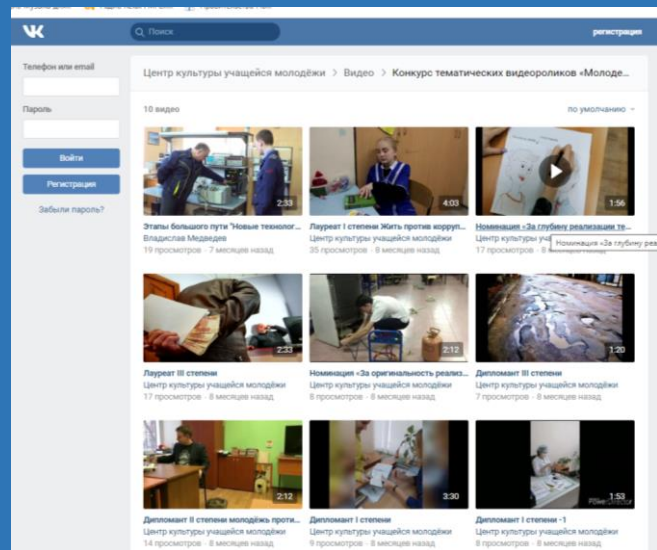 Поиск
регистрация
Телефон или email
Пароль
Войти
Регистрация
Забыли пароль?
Центр культуры учащейся молодёжи > Видео > Конкурс тематических видеороликов «Молоде...
10 видео
по умолчанию
2:33
4:03
1:56
Этапы большого пути "Новые технолог...
Владислав Медведев
19 просмотров · 7 месяцев назад
Лауреат I степени Жить против коррупц...
Центр культуры учащейся молодёжи
35 просмотров · 8 месяцев назад
Номинация «За глубину реализации те...
Центр культуры уча
17 просмотров · 8
Номинация «За глубину реа
2:33
2:12
1:20
Лауреат III степени
Центр культуры учащейся молодёжи
17 просмотров · 8 месяцев назад
Номинация «За оригинальность реализ...
Центр культуры учащейся молодёжи
8 просмотров · 8 месяцев назад
Дипломант III степени
Центр культуры учащейся молодёжи
7 просмотров · 8 месяцев назад
2:12
3:30
PowerDirector
1:53
Дипломант II степени молодёжь проти...
Центр культуры учащейся молодёжи
14 просмотров · 8 месяцев назад
Дипломант I степени
Центр культуры учащейся молодёжи
9 просмотров · 8 месяцев назад
Дипломант I степени -1
Центр культуры учащейся молодёжи
8 просмотров · 8 месяцев назад